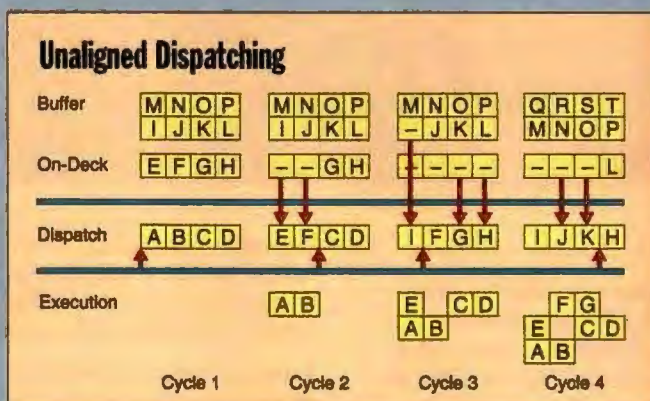 Unaligned Dispatching
Buffer M N O P M N O P M N O P Q R S T
I J K L I J K L – J K L M N O P
On-Deck E F G H – – G H – – – – – – – L
Dispatch A B C D E F C D I F G H I J K H
Execution A B E C D F G
A B E C D
A B
Cycle 1 Cycle 2 Cycle 3 Cycle 4